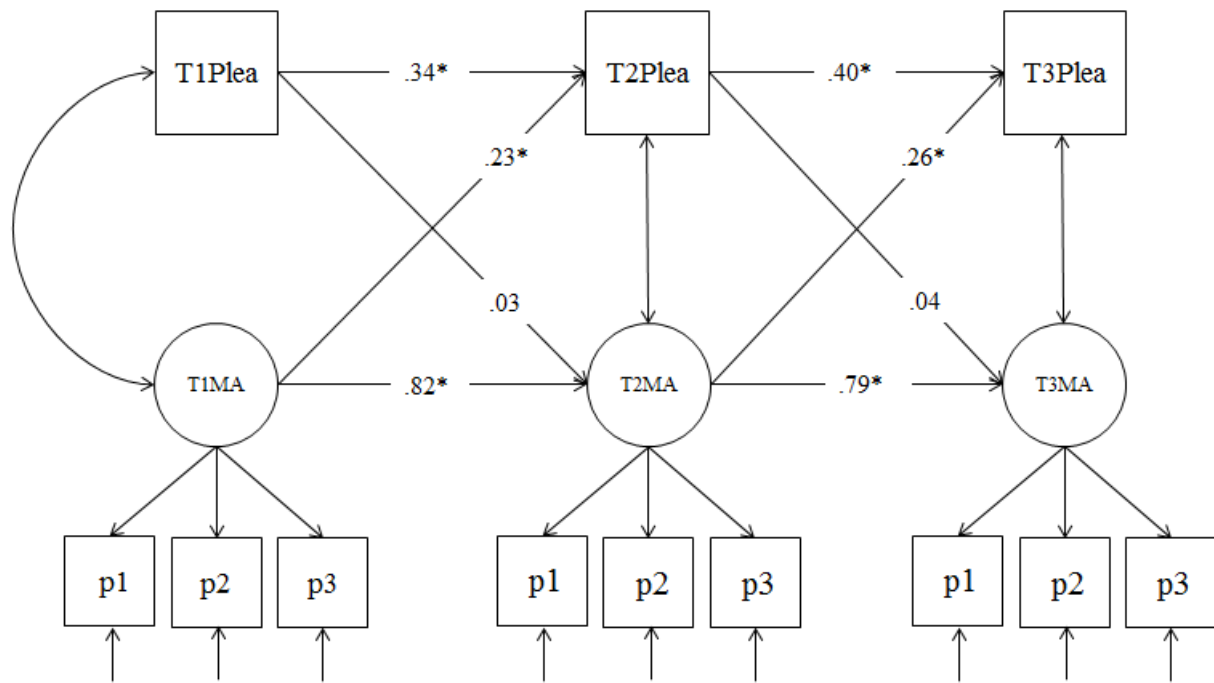 T1Plea
.34*
T2Plea
.40*
T3Plea
.23*
.26*
.03
.04
T1MA
.82*
T2MA
.79*
T3MA
p1
p2
p3
p1
p2
p3
p1
p2
p3